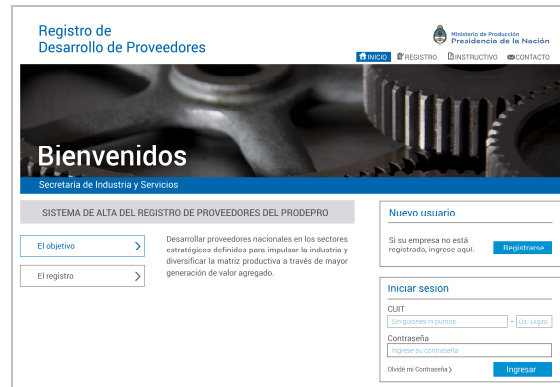 Registro de
Desarrollo de Proveedores
Ministerio de Producción
Presidencia de la Nación
INICIO REGISTRO INSTRUCTIVO CONTACTO
Bienvenidos
Secretaría de Industria y Servicios
SISTEMA DE ALTA DEL REGISTRO DE PROVEEDORES DEL PRODEPRO
El objetivo
El registro
Desarrollar proveedores nacionales en los sectores
estratégicos definidos para impulsar la industria y
diversificar la matriz productiva a través de mayor
generación de valor agregado.
Nuevo usuario
Si su empresa no está
registrada, ingrese aquí.
Registrarse
Iniciar sesion
CUIT
Sin guiones ni puntos - Ult. Digito
Contraseña
Ingrese su contraseña
Olvidé mi Contraseña
Ingresar